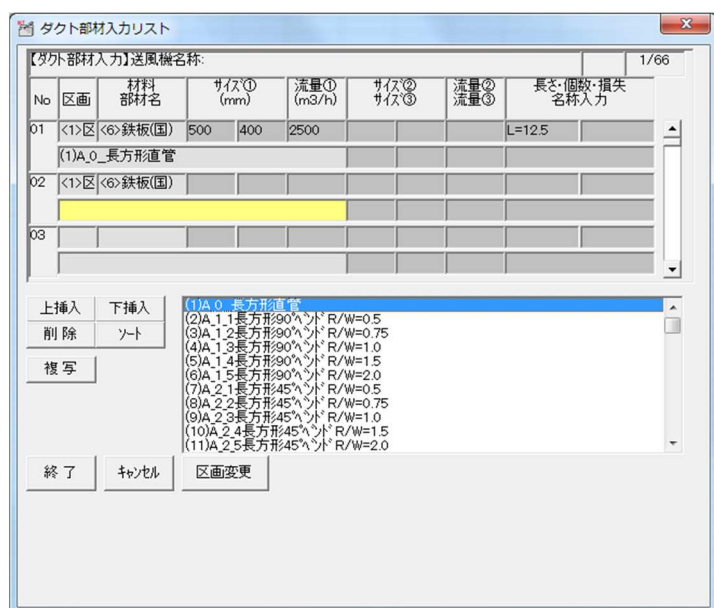 ダクト部材入力リスト
【ダクト部材入力】送風機名称: 1/66
No 区画 材料 部材名 サイズ① (mm) 流量① (m3/h) サイズ② サイズ③ 流量② 流量③ 長さ・個数・損失 名称入力
01 <1>区 <6>鉄板(国) 500 400 2500 L=12.5
(1)A_0_長方形直管
02 <1>区 <6>鉄板(国)
03
上挿入 下挿入
削 除 ソート
複 写
(1)A_0_長方形直管
(2)A_1_1長方形90°ベンド R/W=0.5
(3)A_1_2長方形90°ベンド R/W=0.75
(4)A_1_3長方形90°ベンド R/W=1.0
(5)A_1_4長方形90°ベンド R/W=1.5
(6)A_1_5長方形90°ベンド R/W=2.0
(7)A_2_1長方形45°ベンド R/W=0.5
(8)A_2_2長方形45°ベンド R/W=0.75
(9)A_2_3長方形45°ベンド R/W=1.0
(10)A_2_4長方形45°ベンド R/W=1.5
(11)A_2_5長方形45°ベンド R/W=2.0
終 了 キャンセル 区画変更